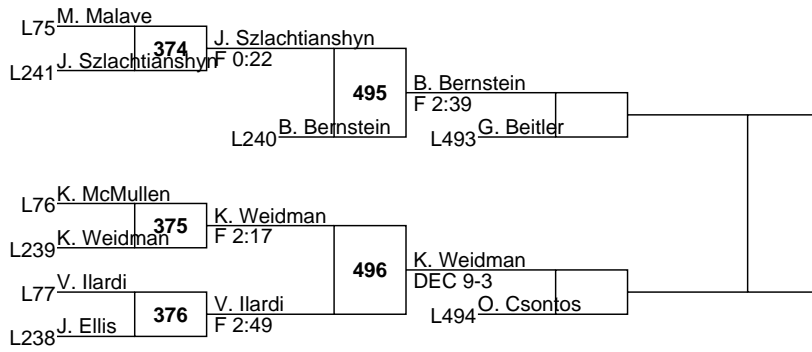 L75 M. Malave
374
L241 J. Szlachtianshyn
J. Szlachtianshyn
F 0:22
495
L240 B. Bernstein
B. Bernstein
F 2:39
L493 G. Beitler
L76 K. McMullen
375
L239 K. Weidman
K. Weidman
F 2:17
496
L77 V. Ilardi
376
L238 J. Ellis
V. Ilardi
F 2:49
K. Weidman
DEC 9-3
L494 O. Csontos